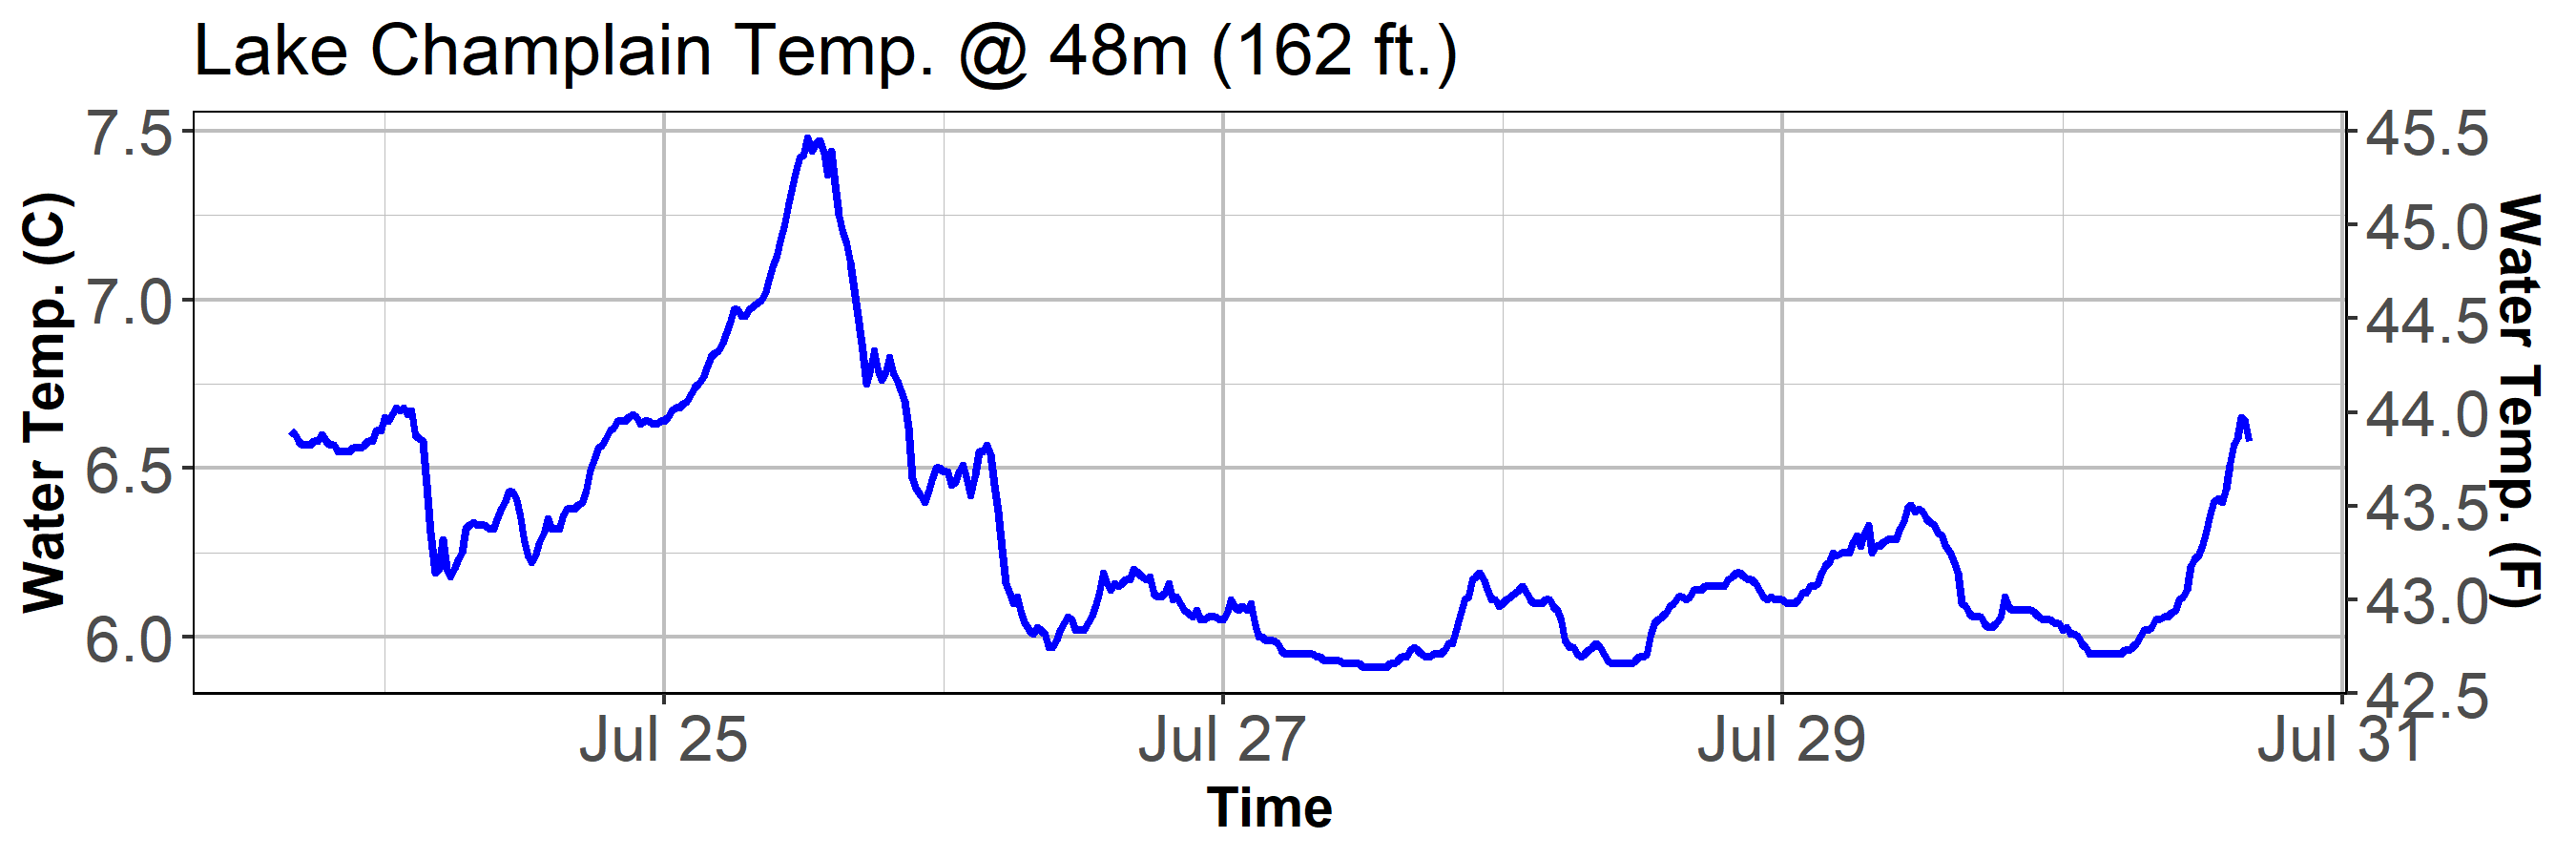 Lake Champlain Temp. @ 48m (162 ft.)
Water Temp. (C)
7.5
7.0
6.5
6.0
45.5
45.0
44.5
44.0
43.5
43.0
42.5
Water Temp. (F)
Jul 25 Jul 27 Jul 29 Jul 31
Time